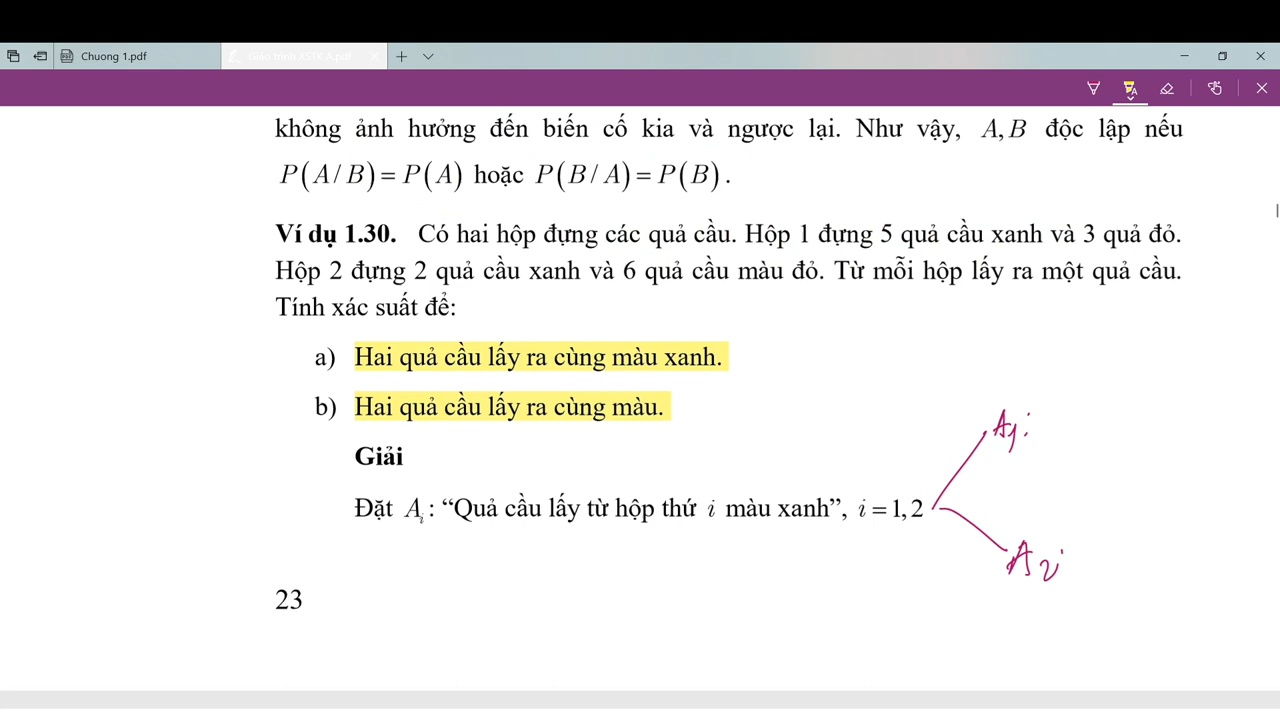 Chuong 1.pdf
Giáo trình XSTK A.pdf
không ảnh hưởng đến biến cố kia và ngược lại. Như vậy, A, B độc lập nếu
P(A/B) = P(A) hoặc P(B/A) = P(B).
Ví dụ 1.30. Có hai hộp đựng các quả cầu. Hộp 1 đựng 5 quả cầu xanh và 3 quả đỏ.
Hộp 2 đựng 2 quả cầu xanh và 6 quả cầu màu đỏ. Từ mỗi hộp lấy ra một quả cầu.
Tính xác suất để:
a) Hai quả cầu lấy ra cùng màu xanh.
b) Hai quả cầu lấy ra cùng màu.
A1:
Giải
Đặt Ai: “Quả cầu lấy từ hộp thứ i màu xanh”, i = 1, 2
A2:
23